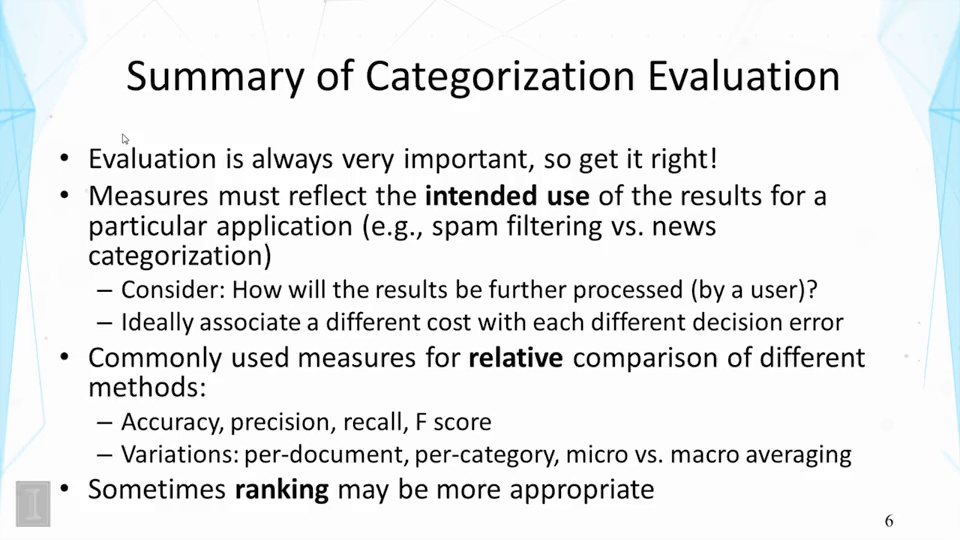 Summary of Categorization Evaluation
• Evaluation is always very important, so get it right!
• Measures must reflect the intended use of the results for a
particular application (e.g., spam filtering vs. news
categorization)
– Consider: How will the results be further processed (by a user)?
– Ideally associate a different cost with each different decision error
• Commonly used measures for relative comparison of different
methods:
– Accuracy, precision, recall, F score
– Variations: per-document, per-category, micro vs. macro averaging
• Sometimes ranking may be more appropriate
I
6